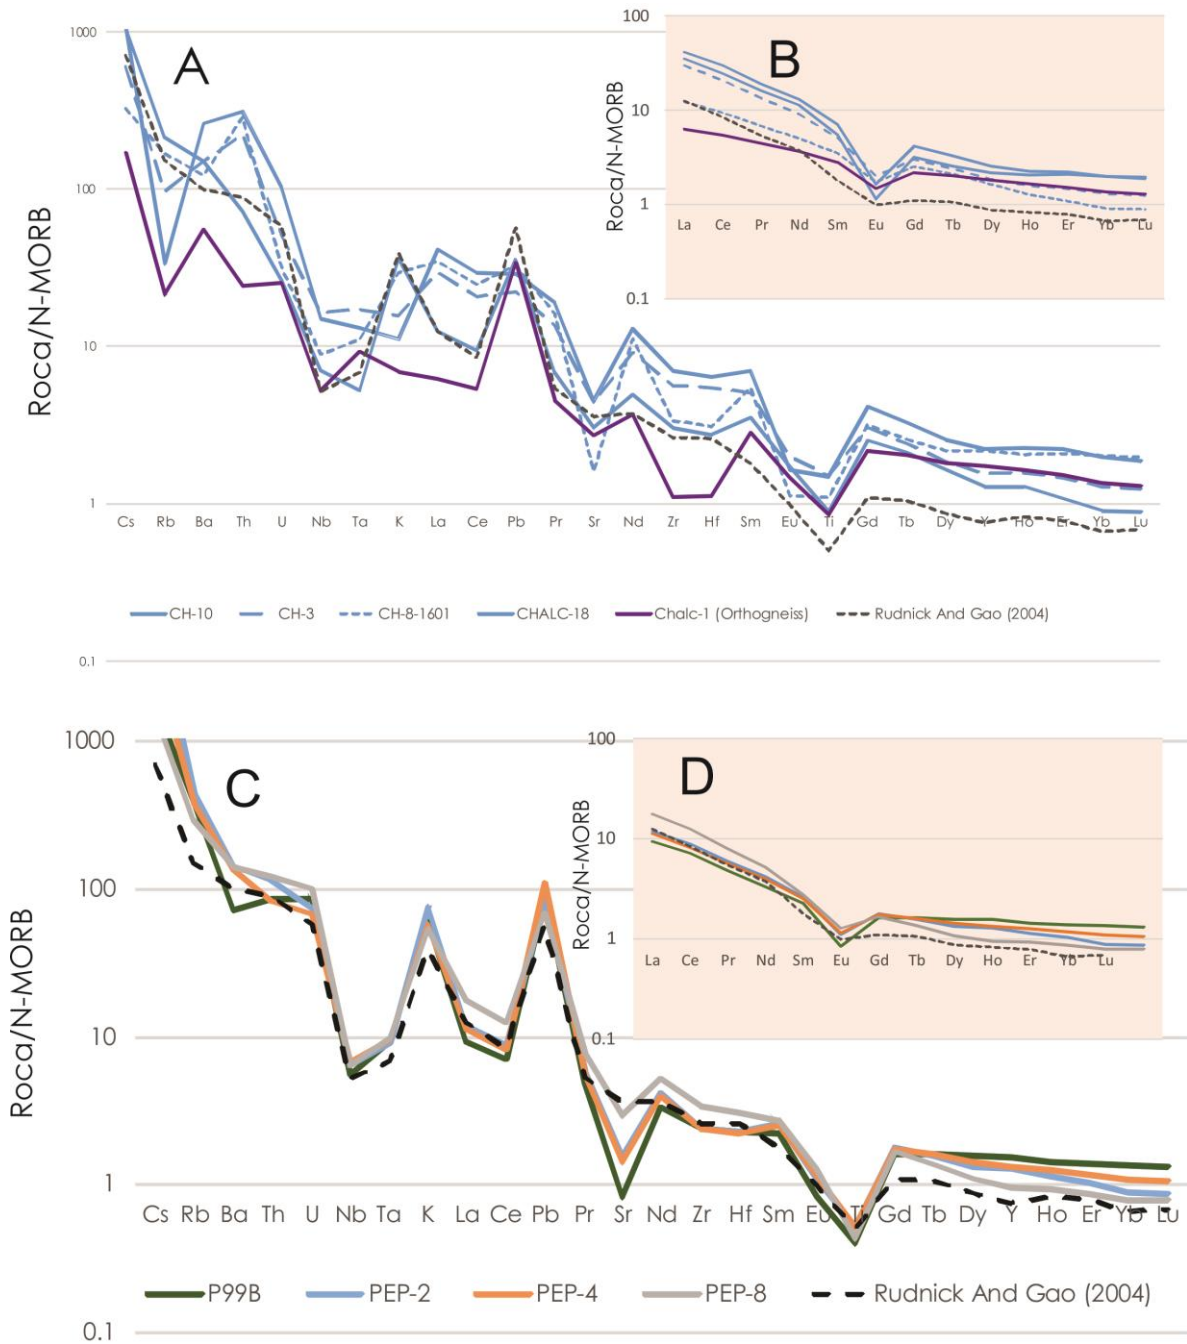 1000
A
100
10
1
Roca/N-MORB
Cs Rb Ba Th U Nb Ta K La Ce Pb Pr Sr Nd Zr Hf Sm Eu Ti Gd Tb Dy Y Ho Er Yb Lu
100
B
10
1
0.1
Roca/N-MORB
La Ce Pr Nd Sm Eu Gd Tb Dy Ho Er Yb Lu
CH-10 CH-3 CH-8-1601 CHALC-18 Chalc-1 (Orthogneiss) Rudnick And Gao (2004)
0.1
1000
C
100
10
1
Roca/N-MORB
Cs Rb Ba Th U Nb Ta K La Ce Pb Pr Sr Nd Zr Hf Sm Eu Ti Gd Tb Dy Y Ho Er Yb Lu
100
D
10
1
0.1
Roca/N-MORB
La Ce Pr Nd Sm Eu Gd Tb Dy Ho Er Yb Lu
P99B PEP-2 PEP-4 PEP-8 Rudnick And Gao (2004)
0.1